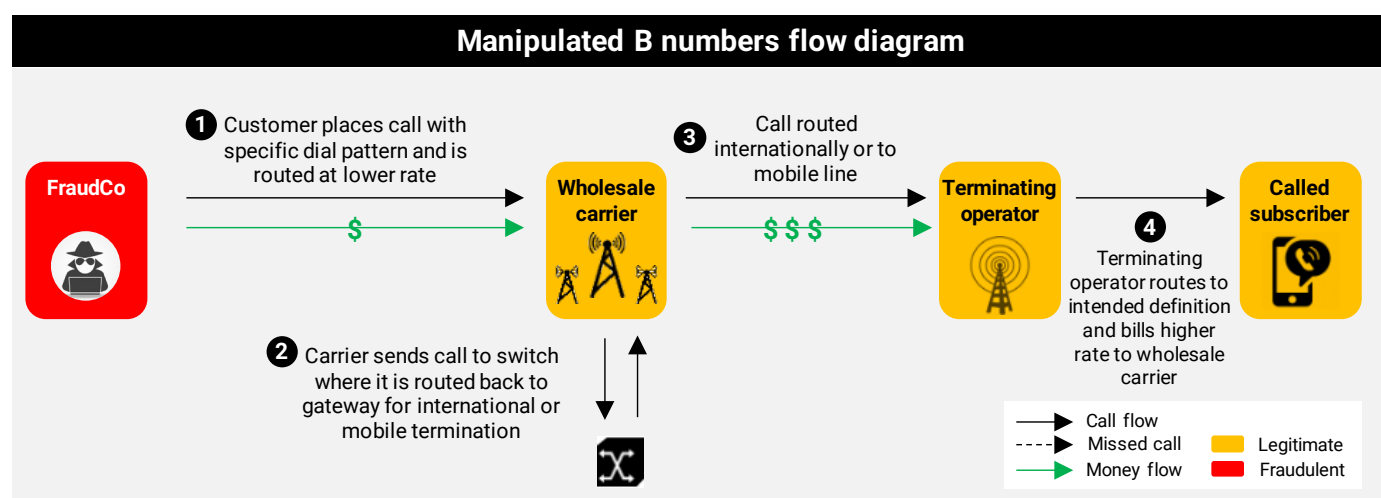 Manipulated B numbers flow diagram
1
Customer places call with
specific dial pattern and is
routed at lower rate
3
Call routed
internationally or to
mobile line
FraudCo
Wholesale
carrier
Terminating
operator
Called
subscriber
$
$ $ $
4
Terminating
operator routes to
intended definition
and bills higher
rate to wholesale
carrier
2
Carrier sends call to switch
where it is routed back to
gateway for international or
mobile termination
Call flow
Missed call
Money flow
Legitimate
Fraudulent